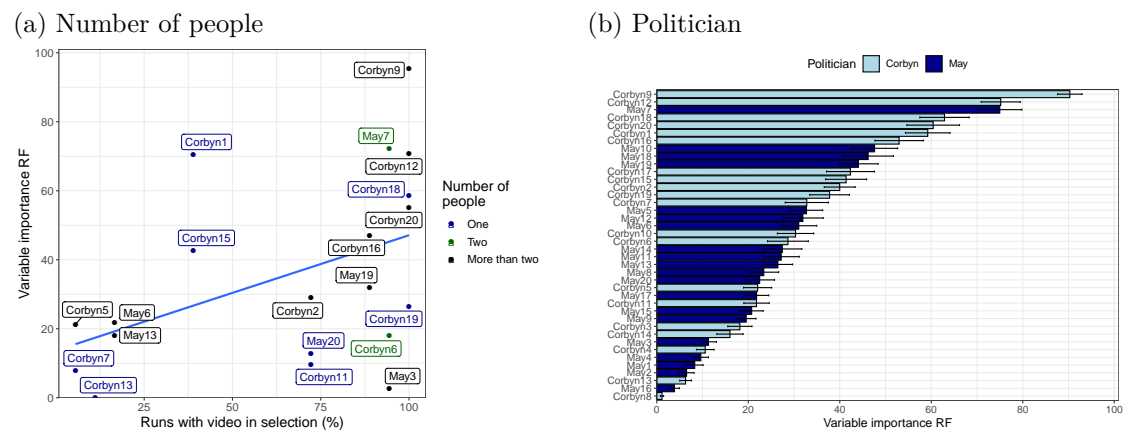 (a) Number of people
100
80
60
40
20
0
Variable importance RF
Corbyn9
Corbyn1
May7
Corbyn12
Corbyn18
Corbyn20
Corbyn15
Corbyn16
May19
Corbyn5
May6
Corbyn2
Corbyn19
May13
May20
Corbyn6
Corbyn7
Corbyn11
May3
Corbyn13
25
50
75
100
Runs with video in selection (%)
Number of
people
One
Two
More than two
(b) Politician
Politician Corbyn May
Corbyn9
Corbyn12
May7
Corbyn18
Corbyn20
Corbyn1
Corbyn16
May10
May18
May19
Corbyn17
Corbyn15
Corbyn2
Corbyn19
Corbyn7
May5
May12
May6
Corbyn10
Corbyn6
May14
May11
May13
May8
May20
Corbyn5
May17
Corbyn11
May15
May9
Corbyn3
Corbyn14
May3
Corbyn4
May4
May1
May2
Corbyn13
May16
Corbyn8
0
20
40
60
80
100
Variable importance RF